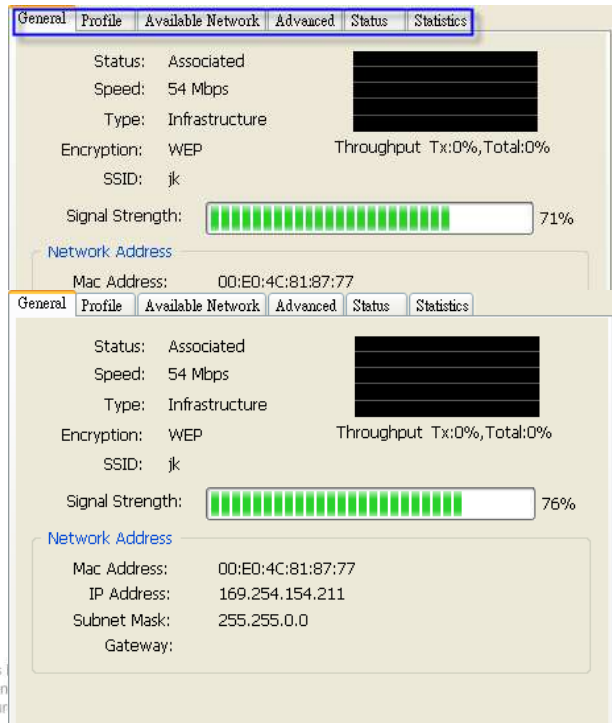 General Profile Available Network Advanced Status Statistics
Status: Associated
Speed: 54 Mbps
Type: Infrastructure
Encryption: WEP
Throughput Tx:0%,Total:0%
SSID: jk
Signal Strength: 71%
Network Address
Mac Address: 00:E0:4C:81:87:77
General Profile Available Network Advanced Status Statistics
Status: Associated
Speed: 54 Mbps
Type: Infrastructure
Encryption: WEP
Throughput Tx:0%,Total:0%
SSID: jk
Signal Strength: 76%
Network Address
Mac Address: 00:E0:4C:81:87:77
IP Address: 169.254.154.211
Subnet Mask: 255.255.0.0
Gateway: